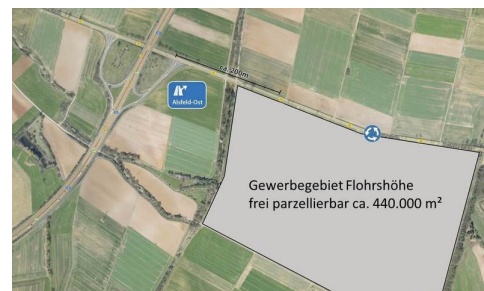 ca. 200m
Alsfeld-Ost
Gewerbegebiet Flohrshöhe
frei parzellierbar ca. 440.000 m²